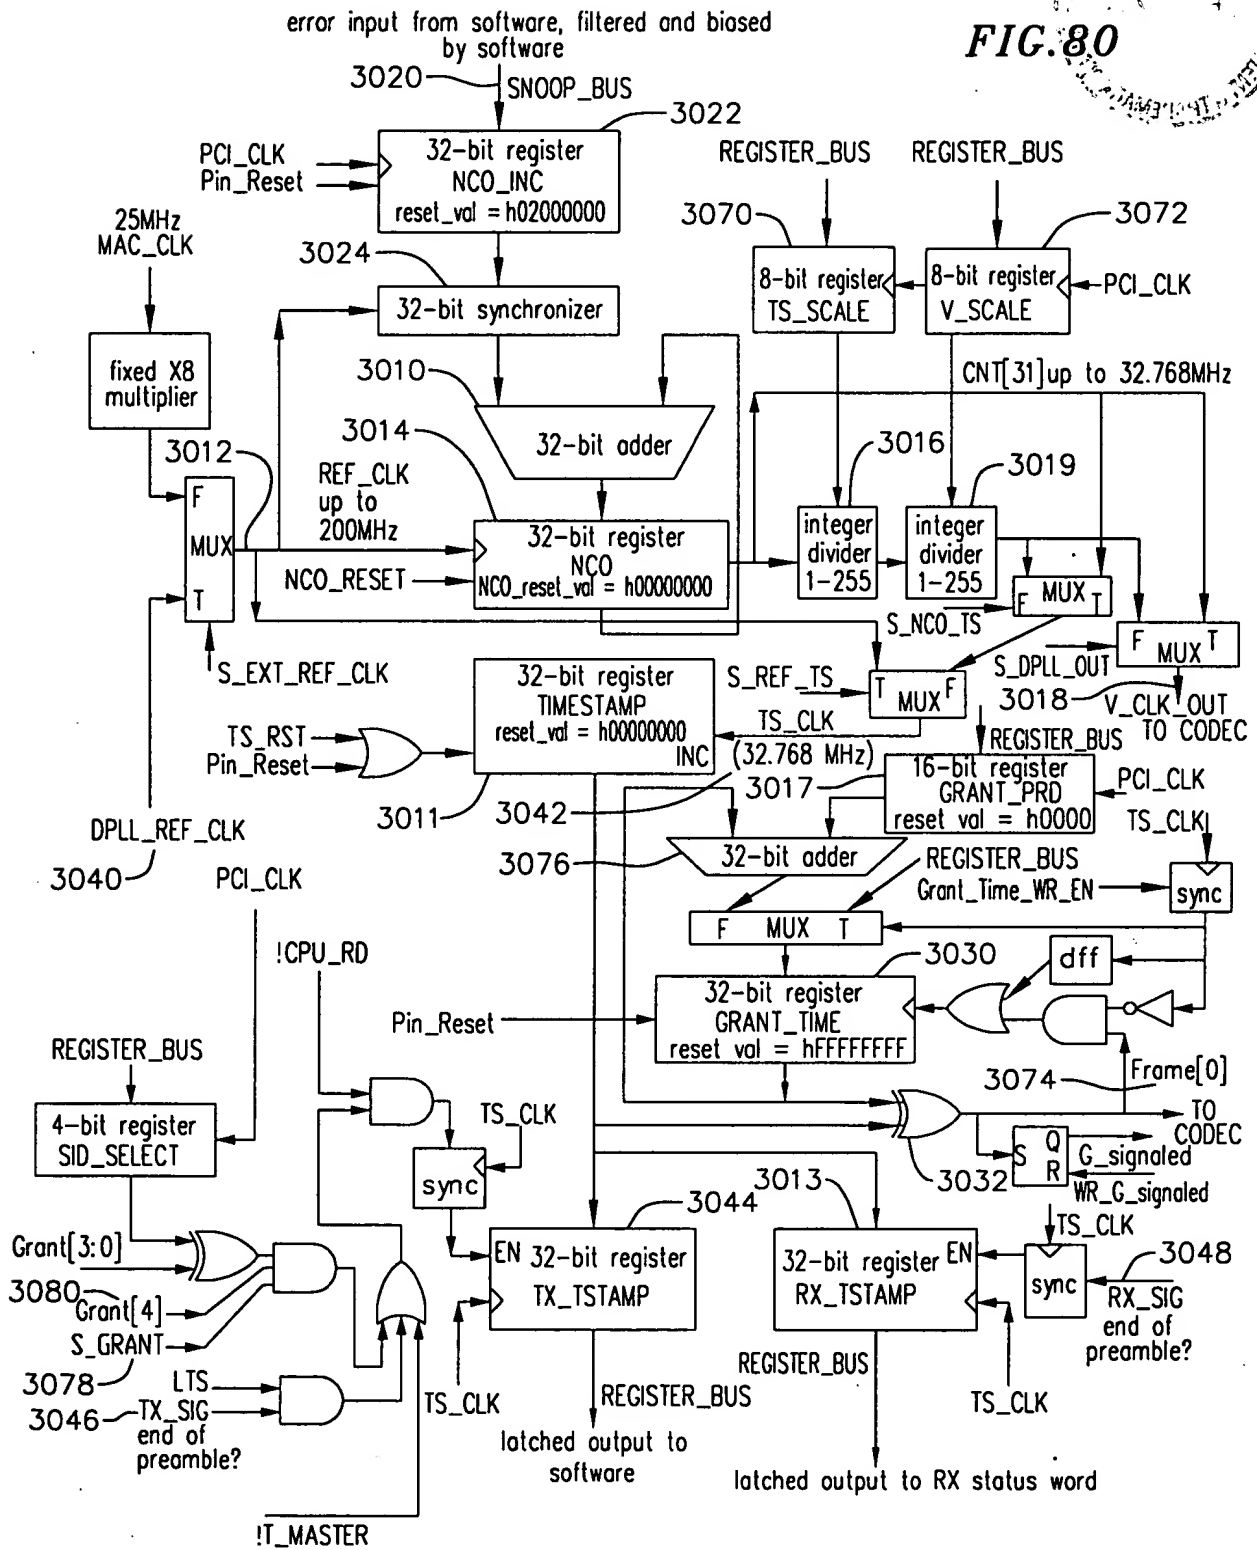 error input from software, filtered and biased
by software
FIG.80
3020
SNOOP_BUS
3022
PCI_CLK
Pin_Reset
32-bit register
NCO_INC
reset_val = h02000000
REGISTER_BUS
REGISTER_BUS
25MHz
MAC_CLK
3024
32-bit synchronizer
3070
3072
8-bit register
TS_SCALE
8-bit register
V_SCALE
PCI_CLK
fixed X8
multiplier
3010
32-bit adder
CNT[31] up to 32.768MHz
3012
3014
REF_CLK
up to
200MHz
F
MUX
T
NCO_RESET
32-bit register
NCO
NCO_reset_val = h00000000
3016
3019
integer
divider
1-255
integer
divider
1-255
F MUX T
S_NCO_TS
F MUX T
S_DPLL_OUT
3018
V_CLK_OUT
TO CODEC
S_EXT_REF_CLK
32-bit register
TIMESTAMP
reset_val = h00000000
INC
S_REF_TS
T MUX F
TS_CLK
(32.768 MHz)
TS_RST
Pin_Reset
3011
3042
3017
REGISTER_BUS
16-bit register
GRANT_PRD
reset val = h0000
PCI_CLK
TS_CLK
DPLL_REF_CLK
3040
PCI_CLK
3076
32-bit adder
REGISTER_BUS
Grant_Time_WR_EN
sync
F MUX T
!CPU_RD
3030
dff
Pin_Reset
32-bit register
GRANT_TIME
reset val = hFFFFFFFF
REGISTER_BUS
3074
Frame[0]
4-bit register
SID_SELECT
TS_CLK
sync
TO
CODEC
S Q
R
G_signaled
WR_G_signaled
3032
3013
3044
TS_CLK
Grant[3:0]
3080
Grant[4]
S_GRANT
3078
EN 32-bit register
TX_TSTAMP
32-bit register EN
RX_TSTAMP
sync
3048
RX_SIG
end of
preamble?
LTS
3046
TX_SIG
end of
preamble?
TS_CLK
REGISTER_BUS
REGISTER_BUS
TS_CLK
latched output to
software
latched output to RX status word
!T_MASTER